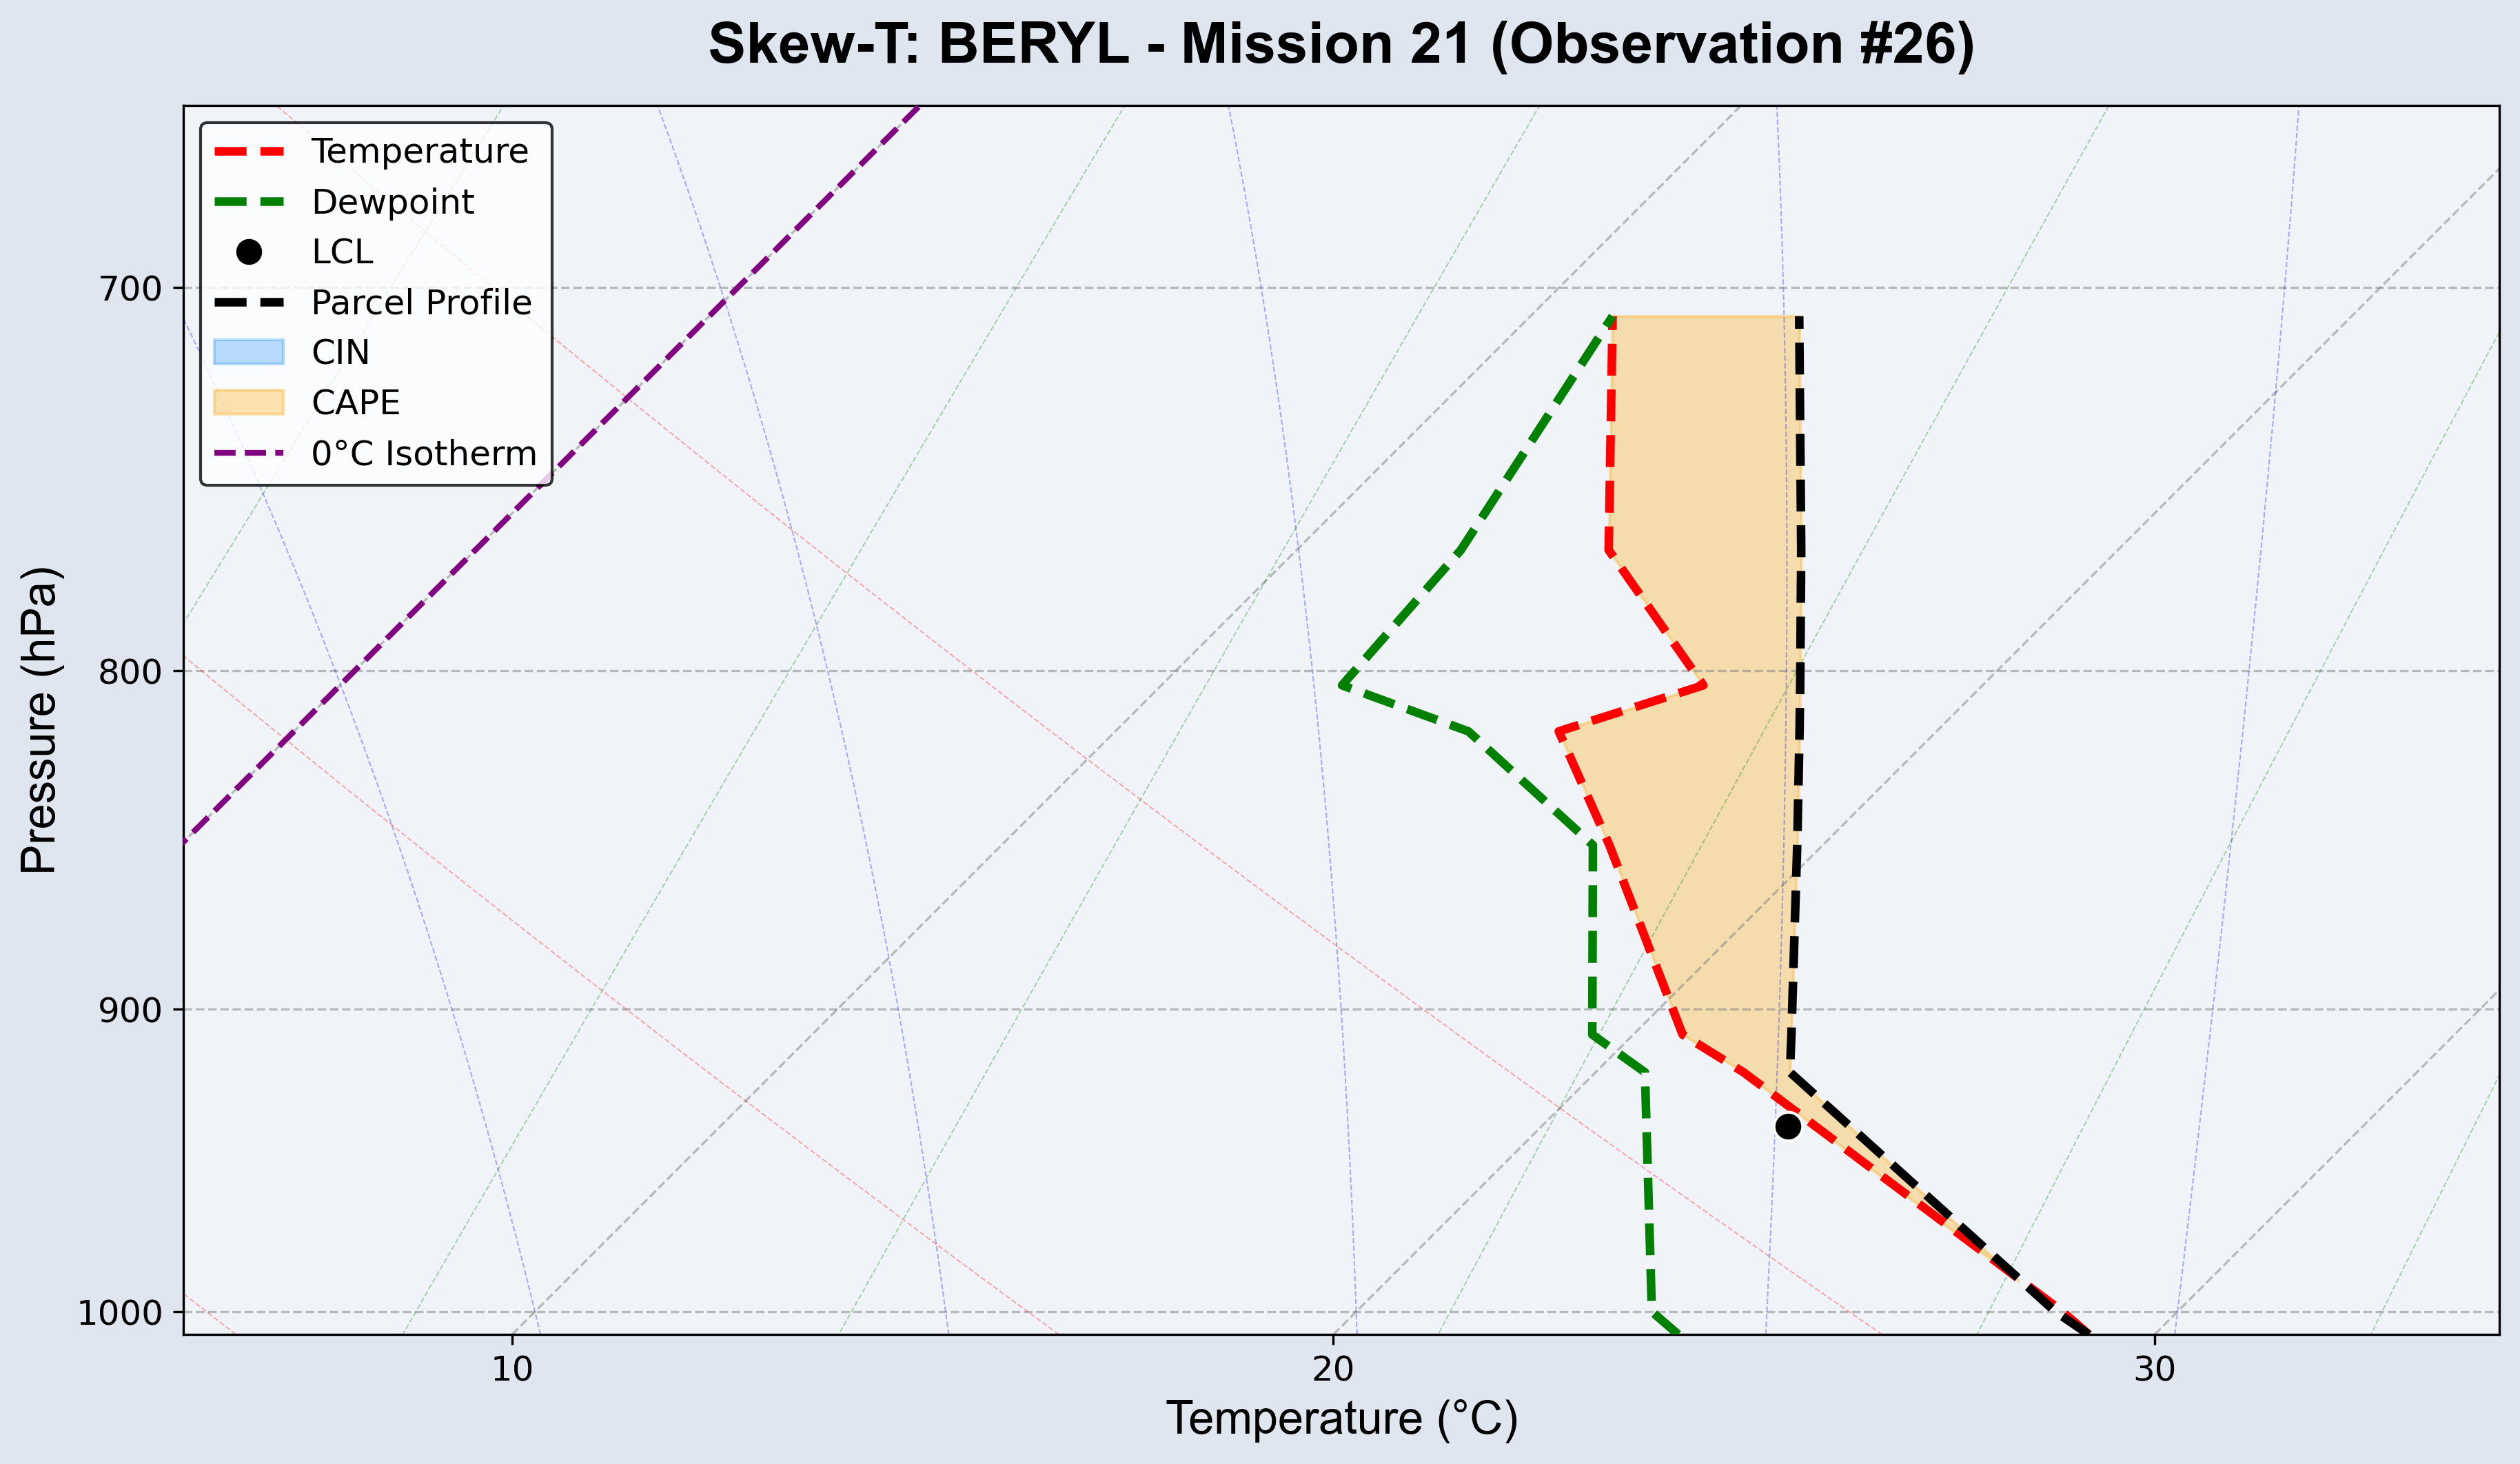 Skew-T: BERYL - Mission 21 (Observation #26)
Temperature
Dewpoint
LCL
Parcel Profile
CIN
CAPE
0°C Isotherm
Pressure (hPa)
700
800
900
1000
10
20
30
Temperature (°C)